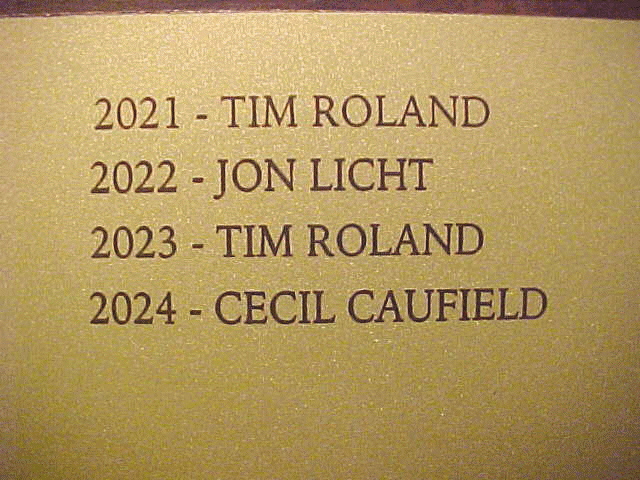 2021 - TIM ROLAND
2022 - JON LICHT
2023 - TIM ROLAND
2024 - CECIL CAUFIELD